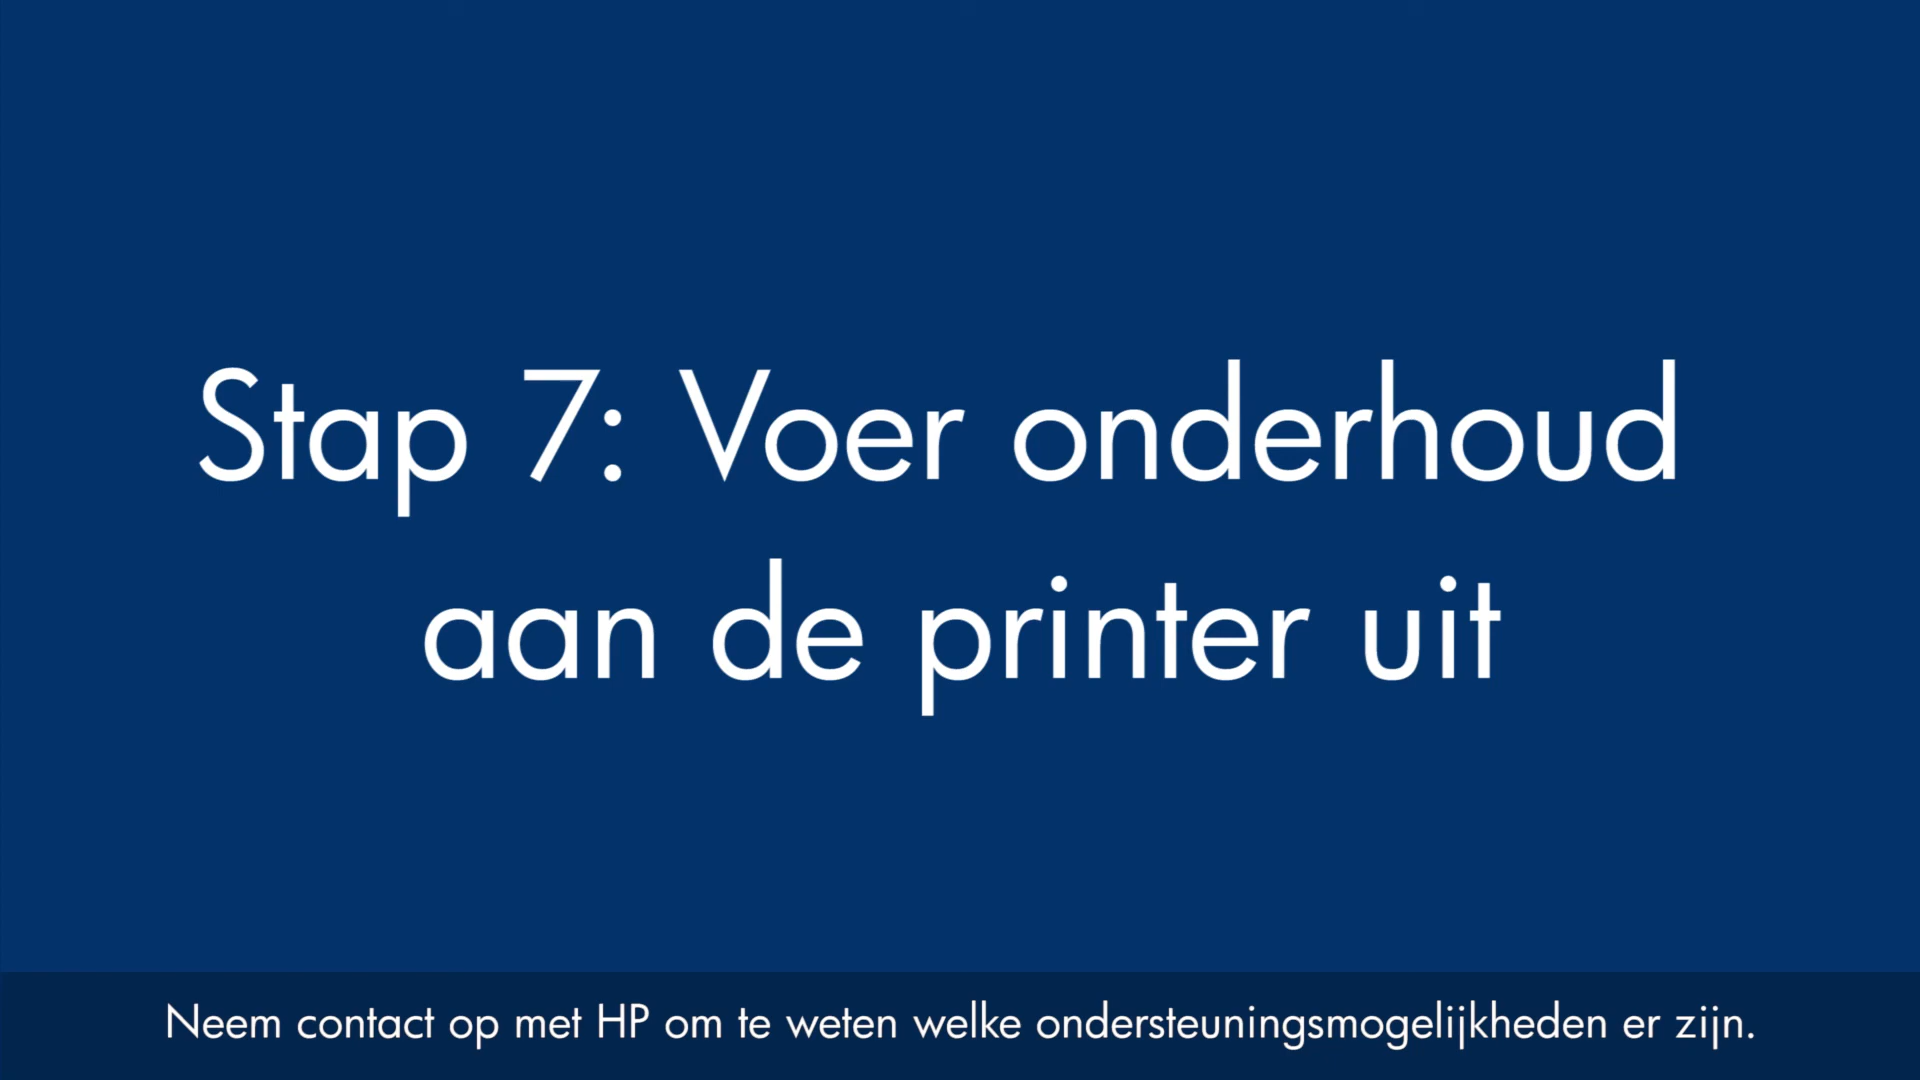 Stap 7: Voer onderhoud
aan de printer uit
Neem contact op met HP om te weten welke ondersteuningsmogelijkheden er zijn.